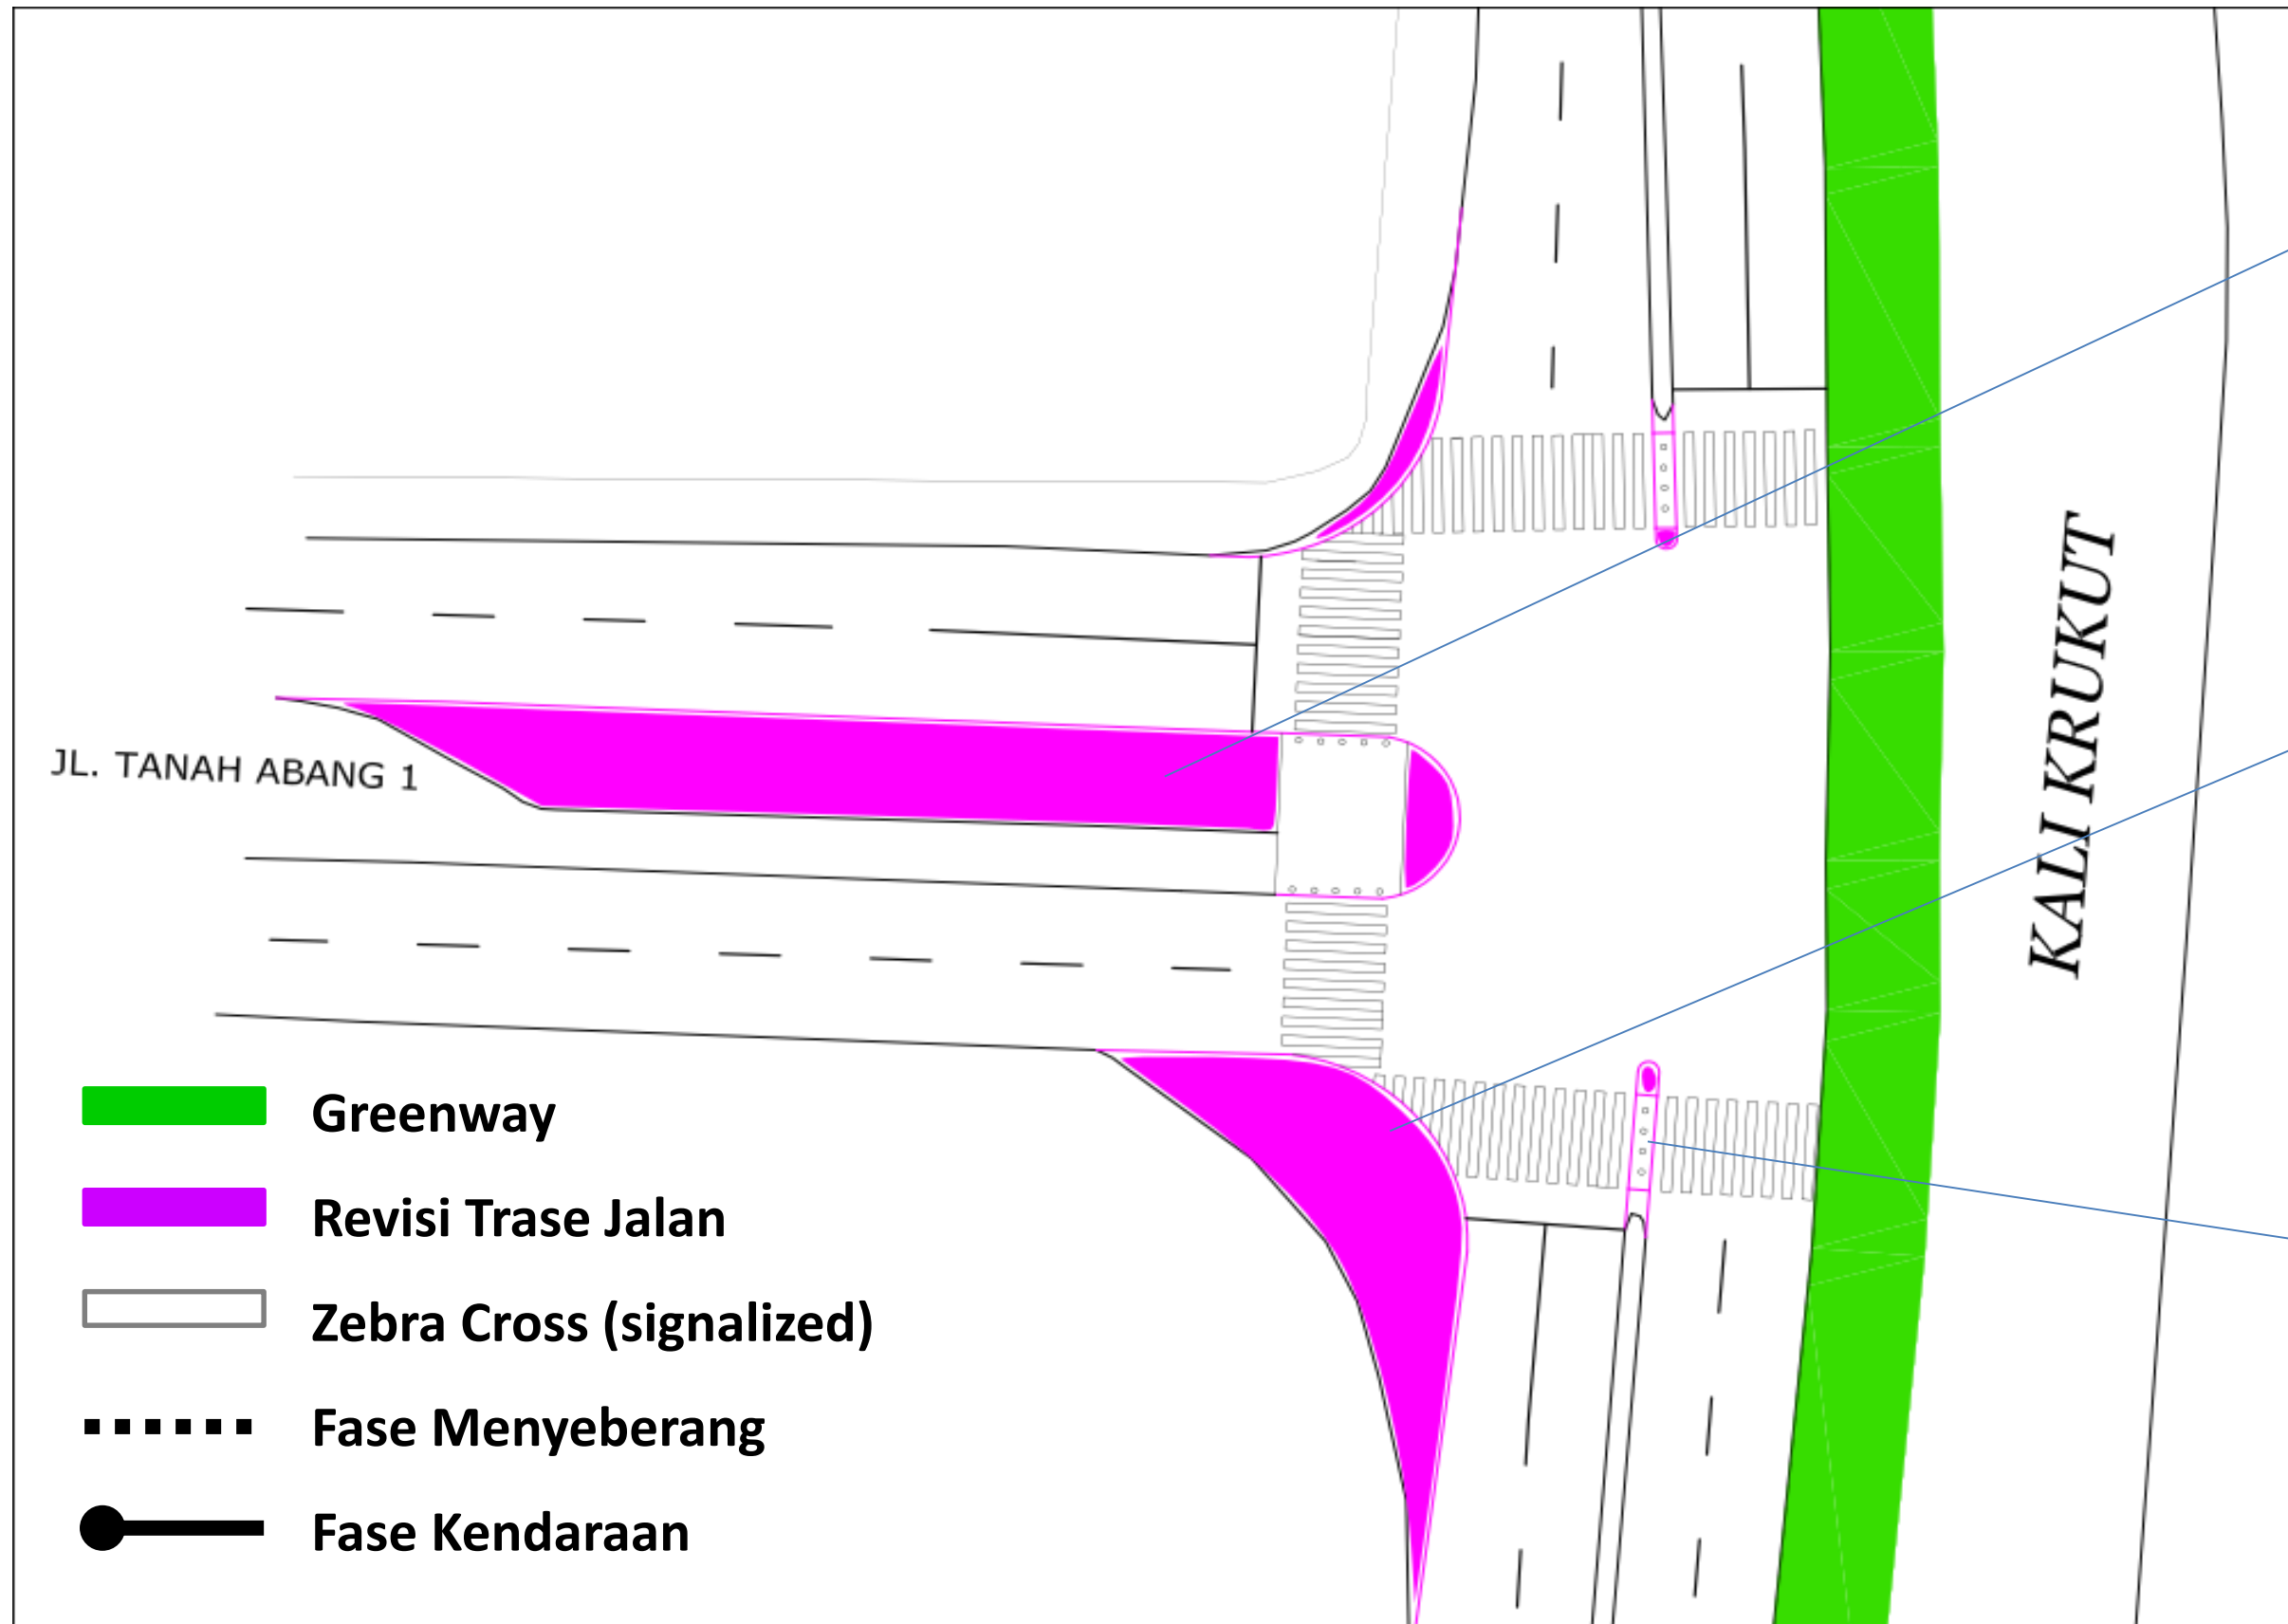 KALI KRUKUT
JL. TANAH ABANG 1
Greenway
Revisi Trase Jalan
Zebra Cross (signalized)
Fase Menyeberang
Fase Kendaraan